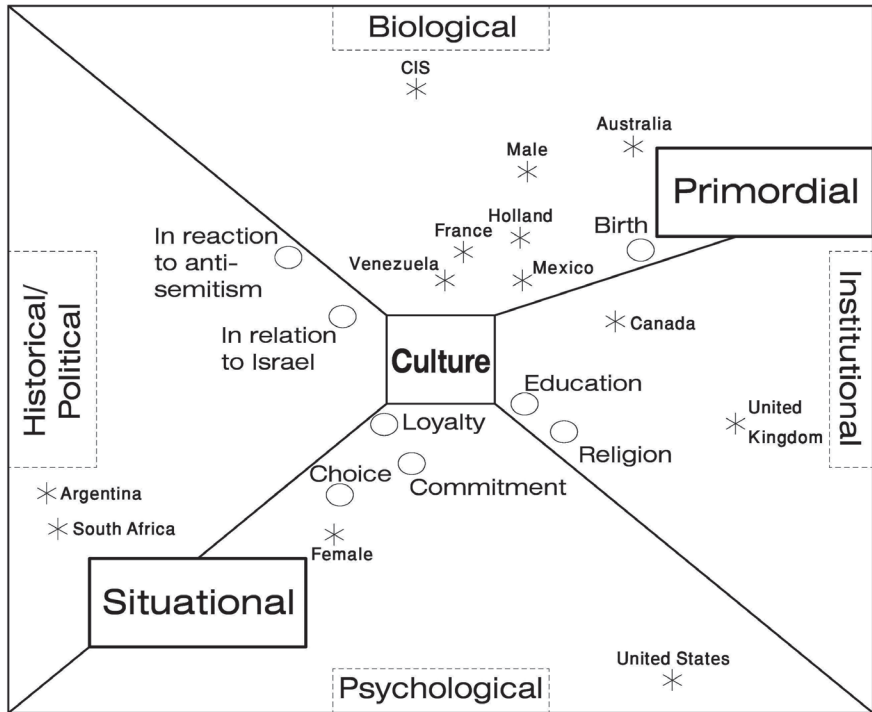 Biological
CIS
Australia
Male
Primordial
Holland
Birth
In reaction
to anti-
semitism
France
Venezuela
Mexico
Historical/
Political
Institutional
Canada
In relation
to Israel
Culture
Education
United
Kingdom
Loyalty
Religion
Choice
Commitment
Argentina
South Africa
Female
Situational
United States
Psychological